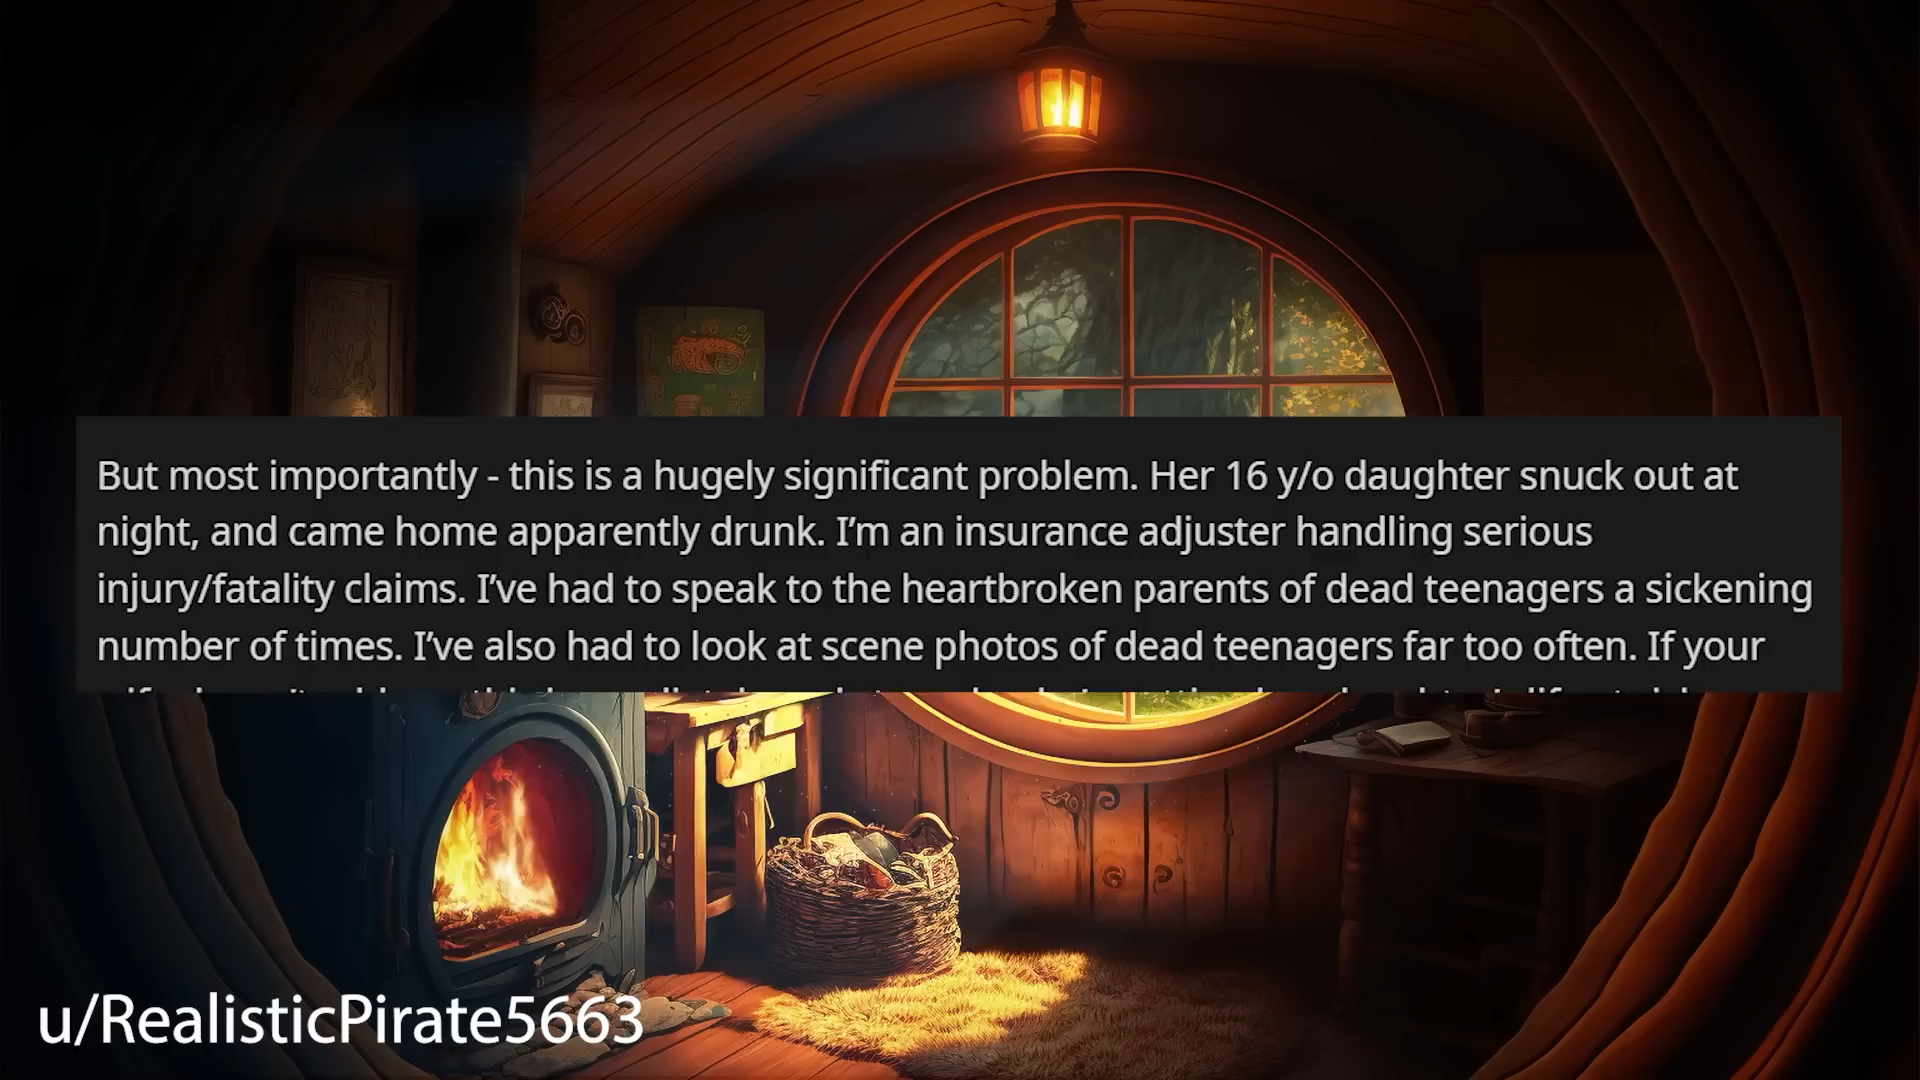 But most importantly - this is a hugely significant problem. Her 16 y/o daughter snuck out at
night, and came home apparently drunk. I’m an insurance adjuster handling serious
injury/fatality claims. I’ve had to speak to the heartbroken parents of dead teenagers a sickening
number of times. I’ve also had to look at scene photos of dead teenagers far too often. If your
u/RealisticPirate5663